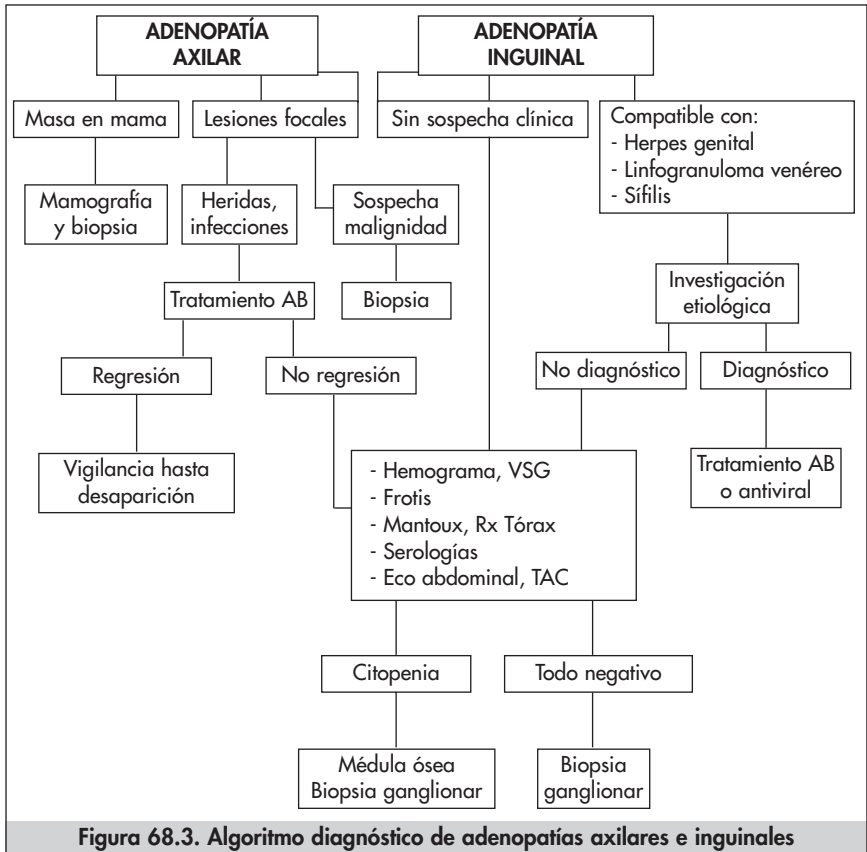 ADENOPATÍA
AXILAR
ADENOPATÍA
INGUINAL
Masa en mama
Lesiones focales
Sin sospecha clínica
Compatible con:
- Herpes genital
- Linfogranuloma venéreo
- Sífilis
Mamografía
y biopsia
Heridas,
infecciones
Sospecha
malignidad
Investigación
etiológica
Tratamiento AB
Biopsia
Regresión
No regresión
No diagnóstico
Diagnóstico
Vigilancia hasta
desaparición
- Hemograma, VSG
- Frotis
- Mantoux, Rx Tórax
- Serologías
- Eco abdominal, TAC
Tratamiento AB
o antiviral
Citopenia
Todo negativo
Médula ósea
Biopsia ganglionar
Biopsia
ganglionar
Figura 68.3. Algoritmo diagnóstico de adenopatías axilares e inguinales